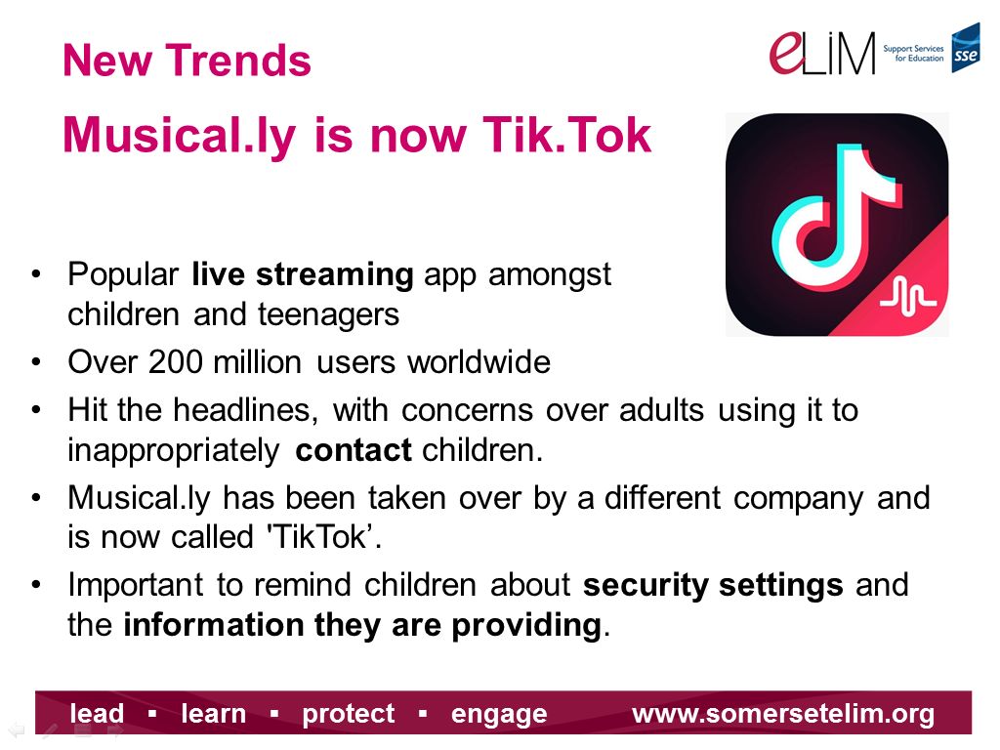 New Trends
eLiM
Support Services
for Education
sse
Musical.ly is now Tik.Tok
• Popular live streaming app amongst
children and teenagers
• Over 200 million users worldwide
• Hit the headlines, with concerns over adults using it to
inappropriately contact children.
• Musical.ly has been taken over by a different company and
is now called 'TikTok’.
• Important to remind children about security settings and
the information they are providing.
lead ▪ learn ▪ protect ▪ engage www.somersetelim.org